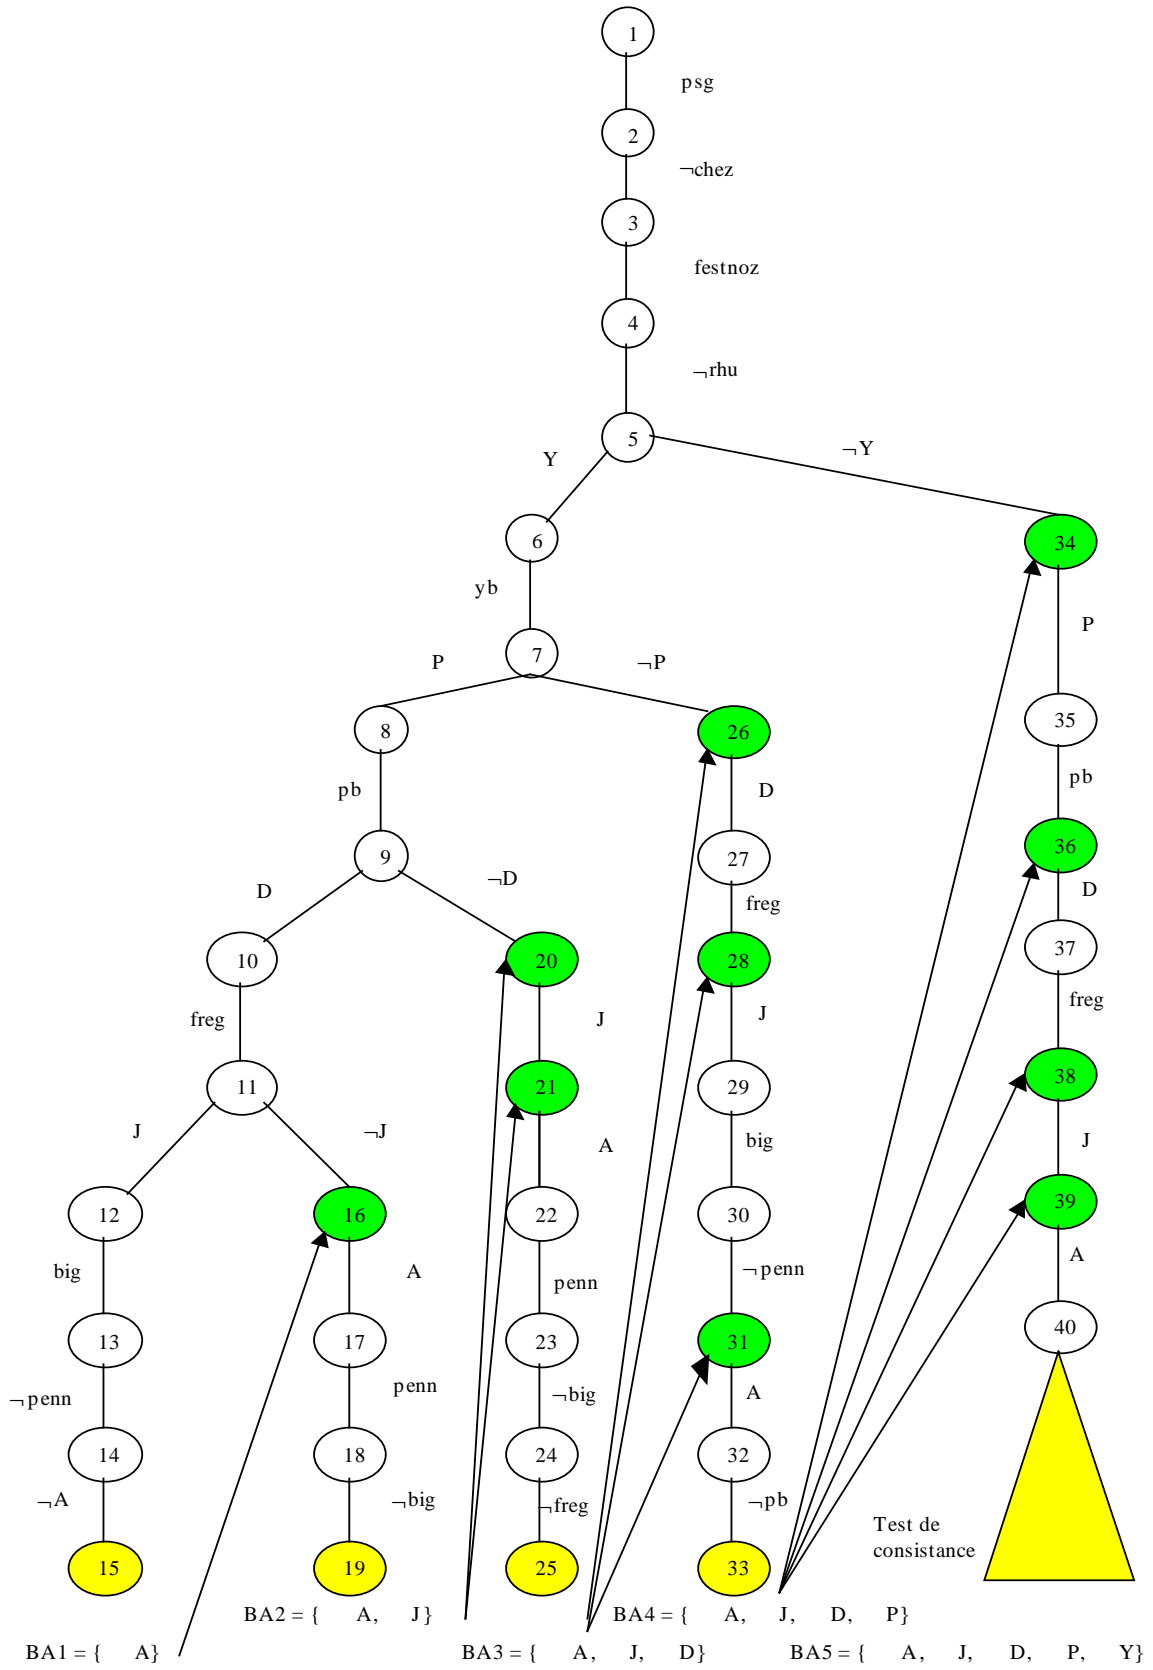 1
psg
2
¬chez
3
festnoz
4
¬rhu
5
Y
¬Y
6
34
yb
P
7
P
¬P
8
26
35
pb
D
pb
9
27
36
D
¬D
freg
D
10
20
28
37
freg
J
J
freg
11
21
29
38
J
¬J
A
big
J
12
16
22
30
39
big
A
penn
¬penn
A
13
17
23
31
40
¬penn
penn
¬big
A
14
18
24
32
¬A
¬big
¬freg
¬pb
Test de
consistance
15
19
25
33
BA2 = { A, J}
BA4 = { A, J, D, P}
BA1 = { A}
BA3 = { A, J, D}
BA5 = { A, J, D, P, Y}